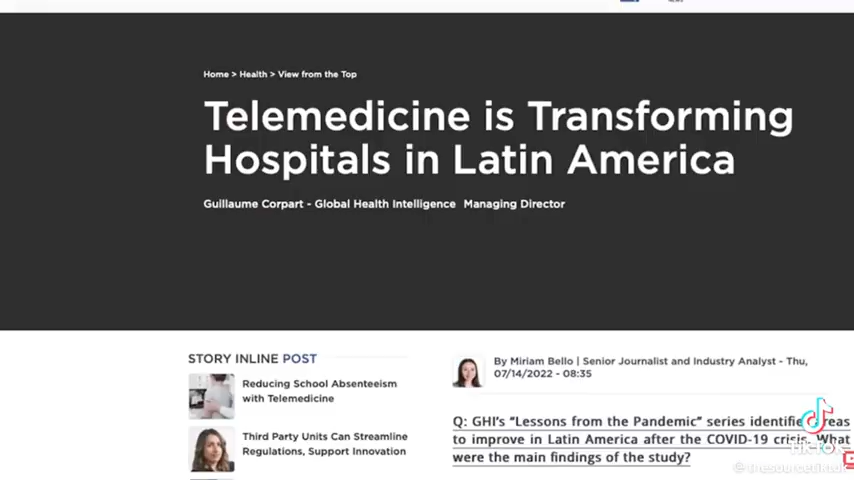 NEWS
Home > Health > View from the Top
Telemedicine is Transforming
Hospitals in Latin America
Guillaume Corpart - Global Health Intelligence Managing Director
STORY INLINE POST
Reducing School Absenteeism
with Telemedicine
Third Party Units Can Streamline
Regulations, Support Innovation
By Miriam Bello | Senior Journalist and Industry Analyst - Thu,
07/14/2022 - 08:35
Q: GHI's "Lessons from the Pandemic" series identified areas
to improve in Latin America after the COVID-19 crisis. What
were the main findings of the study?
TikTok